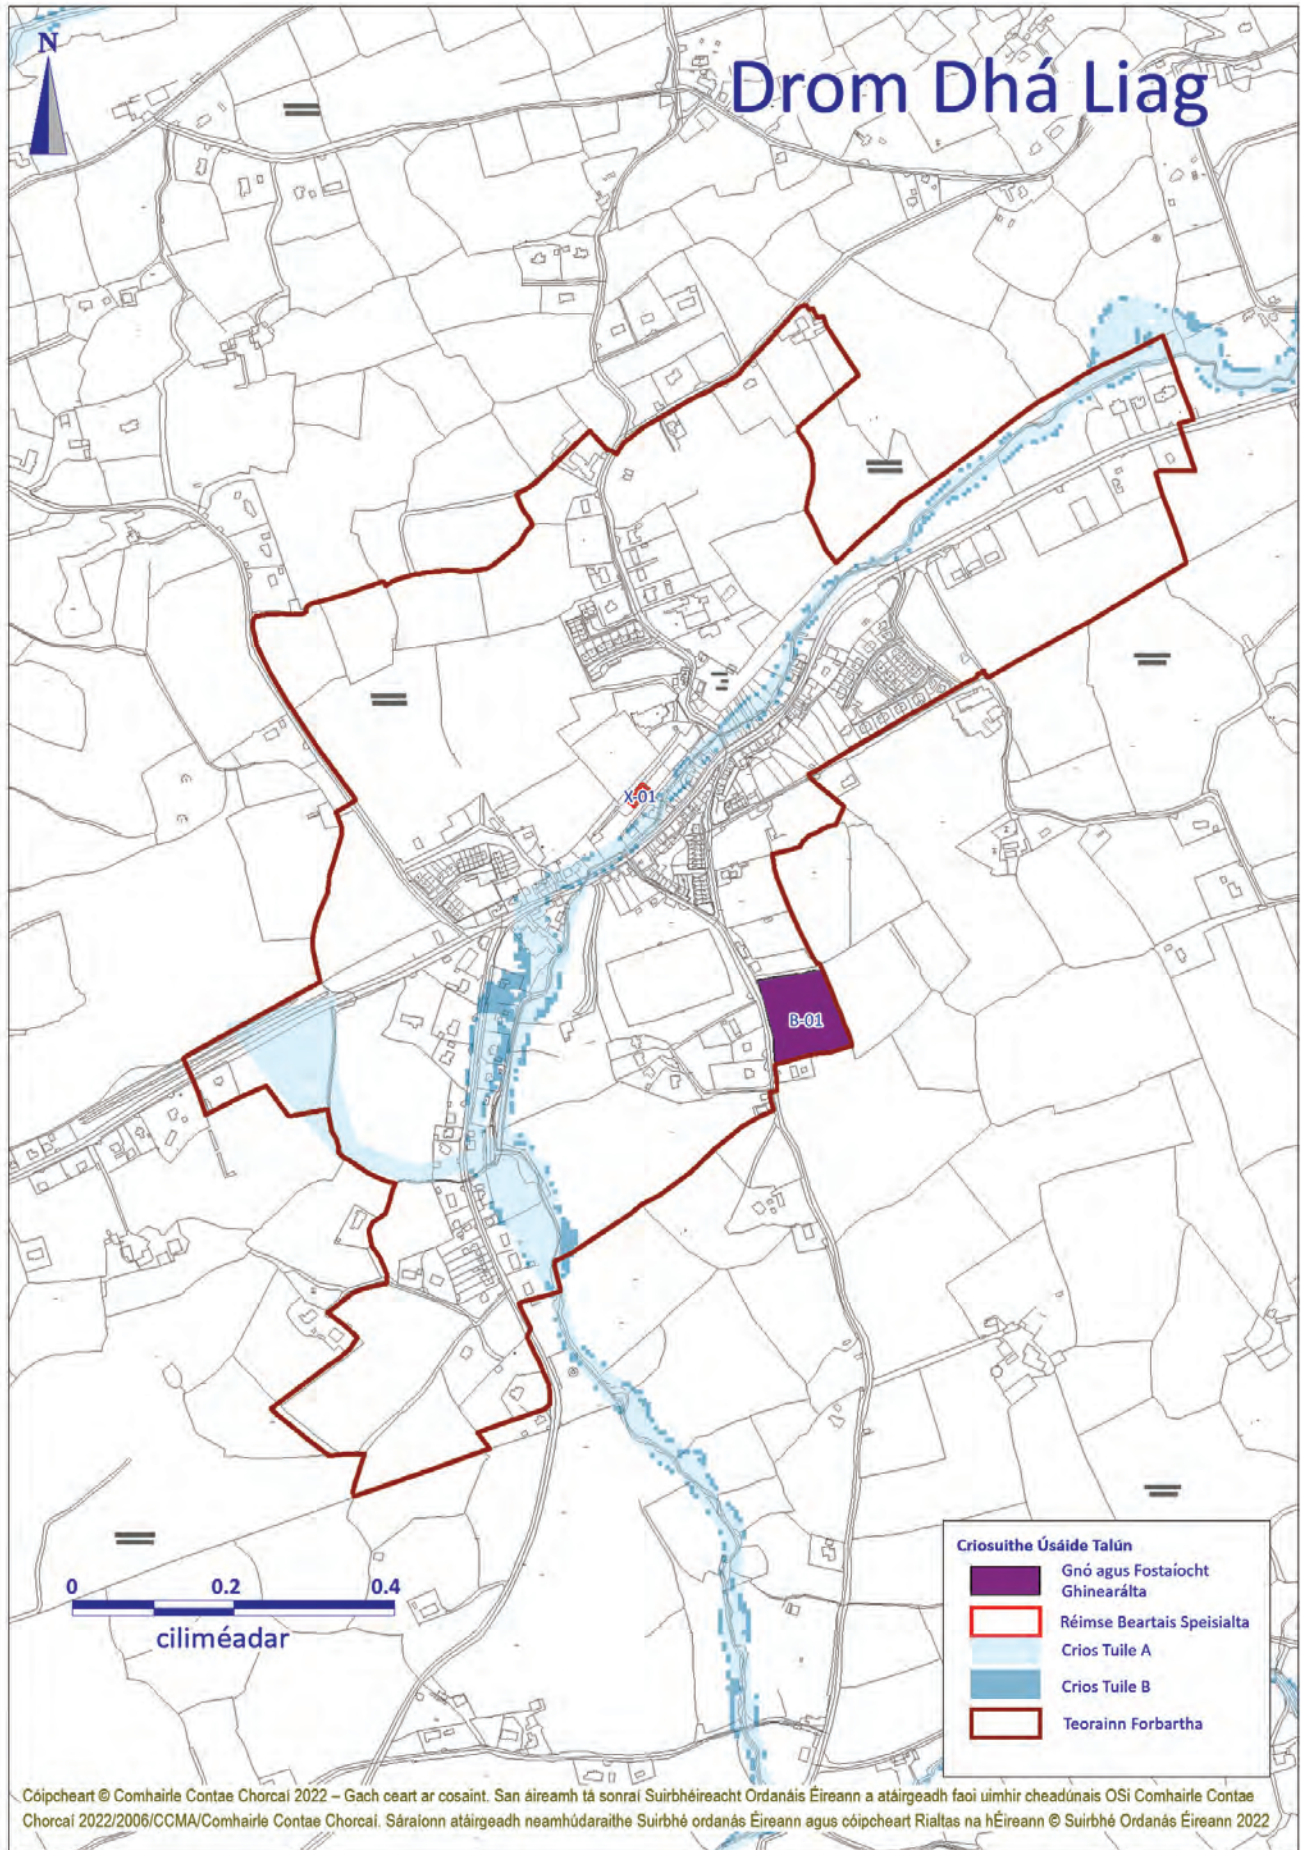 N
Drom Dhá Liag
X-01
B-01
0 0.2 0.4
ciliméadar
Criosuithe Úsáide Talún
Gnó agus Fostaíocht
Ghinearálta
Réimse Beartais Speisialta
Crios Tuile A
Crios Tuile B
Teorainn Forbartha
Cóipcheart © Comhairle Contae Chorcaí 2022 – Gach ceart ar cosaint. San áireamh tá sonraí Suirbhéireacht Ordanáis Éireann a atáirgeadh faoi uimhir cheadúnais OSi Comhairle Contae
Chorcaí 2022/2006/CCMA/Comhairle Contae Chorcaí. Sáraíonn atáirgeadh neamhúdaraithe Suirbhé ordanás Éireann agus cóipcheart Rialtas na hÉireann © Suirbhé Ordanás Éireann 2022